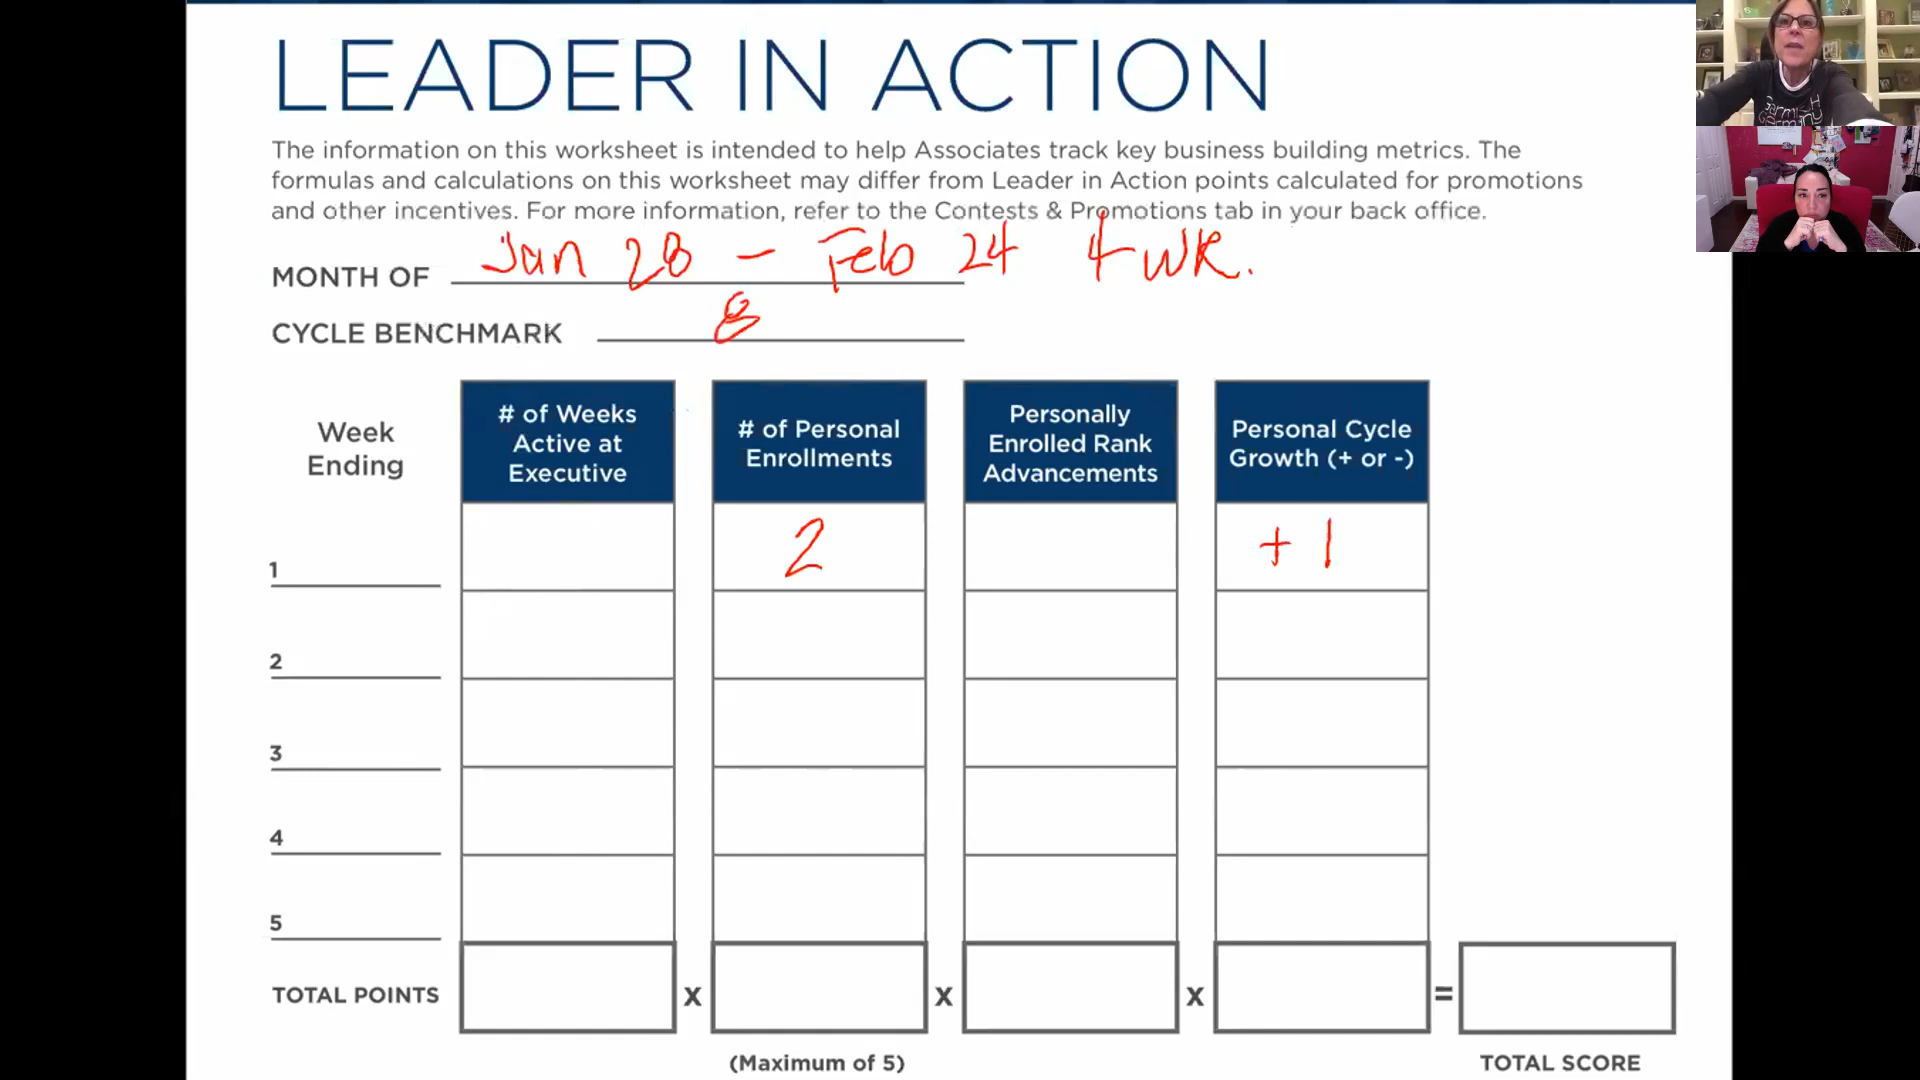 LEADER IN ACTION
The information on this worksheet is intended to help Associates track key business building metrics. The
formulas and calculations on this worksheet may differ from Leader in Action points calculated for promotions
and other incentives. For more information, refer to the Contests & Promotions tab in your back office.
MONTH OF Jan 28 - Feb 24 4 WK.
CYCLE BENCHMARK 8
Week
Ending
# of Weeks
Active at
Executive
# of Personal
Enrollments
Personally
Enrolled Rank
Advancements
Personal Cycle
Growth (+ or -)
1 2 + 1
2
3
4
5
TOTAL POINTS x x x =
(Maximum of 5) TOTAL SCORE